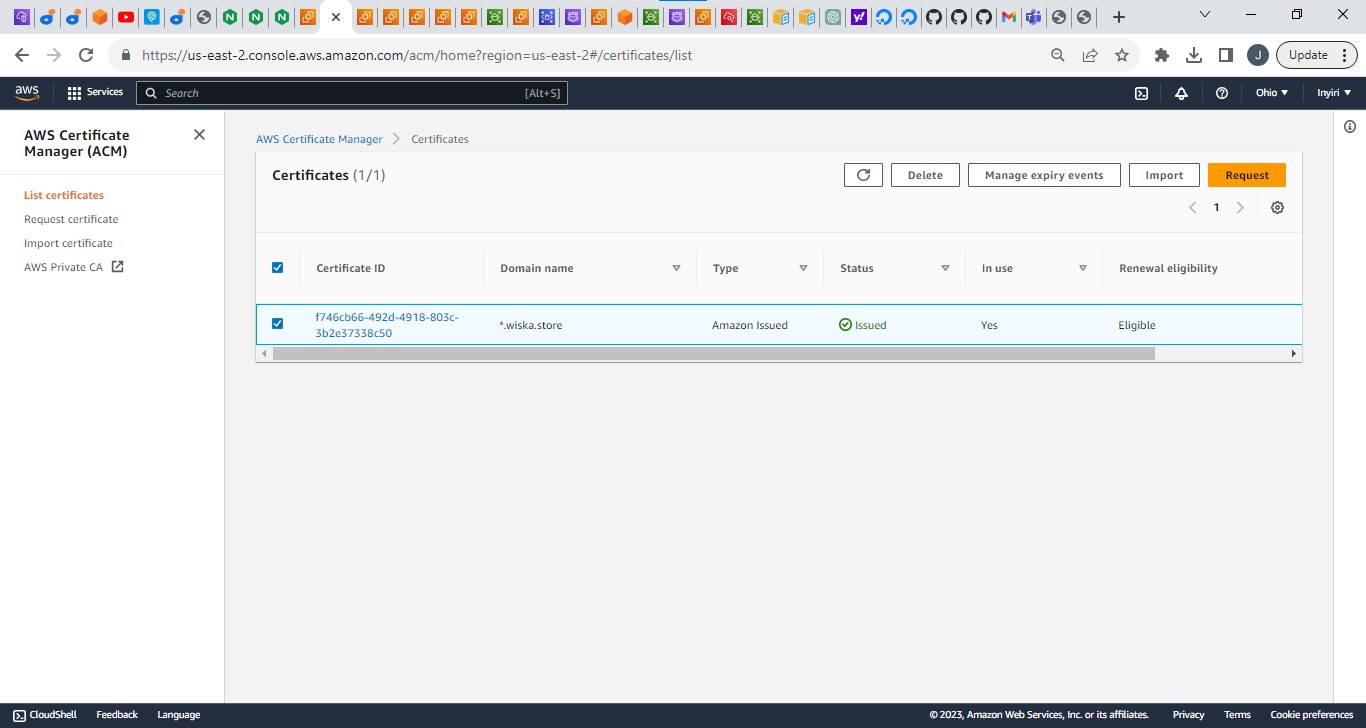 https://us-east-2.console.aws.amazon.com/acm/home?region=us-east-2#/certificates/list
J
Update
aws
Services
Search
[Alt+S]
Ohio ▼
Inyiri ▼
AWS Certificate
Manager (ACM)
List certificates
Request certificate
Import certificate
AWS Private CA
AWS Certificate Manager
Certificates
Certificates (1/1)
Delete
Manage expiry events
Import
Request
1
Certificate ID
Domain name
Type
Status
In use
Renewal eligibility
f746cb66-492d-4918-803c-
3b2e37338c50
*.wiska.store
Amazon Issued
Issued
Yes
Eligible
CloudShell
Feedback
Language
© 2023, Amazon Web Services, Inc. or its affiliates.
Privacy
Terms
Cookie preferences